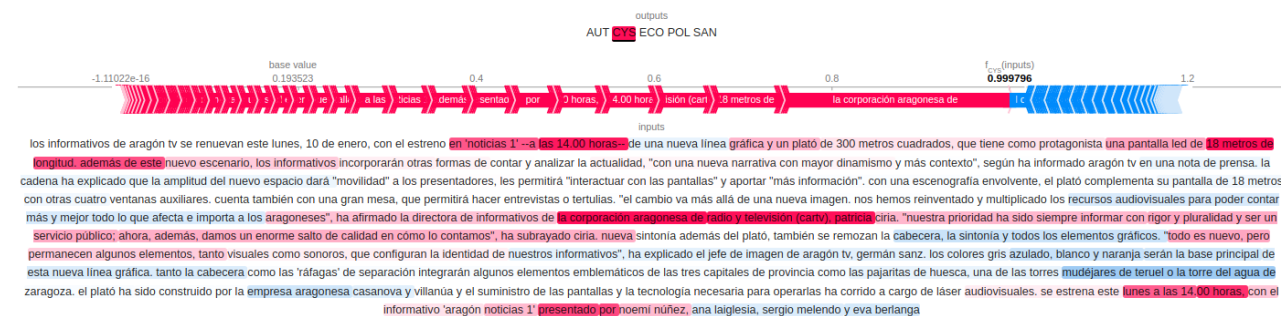 outputs
AUT CYS ECO POL SAN
base value
f CYS(inputs)
-1.11022e-16 0.193523 0.4 0.6 0.8 0.999796 1.2
a las noticias además sentao por 0 horas, 4.00 hora isión (cart 18 metros de la corporación aragonesa de
inputs
los informativos de aragón tv se renuevan este lunes, 10 de enero, con el estreno en 'noticias 1' --a las 14.00 horas-- de una nueva línea gráfica y un plató de 300 metros cuadrados, que tiene como protagonista una pantalla led de 18 metros de
longitud. además de este nuevo escenario, los informativos incorporarán otras formas de contar y analizar la actualidad, "con una nueva narrativa con mayor dinamismo y más contexto", según ha informado aragón tv en una nota de prensa. la
cadena ha explicado que la amplitud del nuevo espacio dará "movilidad" a los presentadores, les permitirá "interactuar con las pantallas" y aportar "más información". con una escenografía envolvente, el plató complementa su pantalla de 18 metros
con otras cuatro ventanas auxiliares. cuenta también con una gran mesa, que permitirá hacer entrevistas o tertulias. "el cambio va más allá de una nueva imagen. nos hemos reinventado y multiplicado los recursos audiovisuales para poder contar
más y mejor todo lo que afecta e importa a los aragoneses", ha afirmado la directora de informativos de la corporación aragonesa de radio y televisión (cartv), patricia ciria. "nuestra prioridad ha sido siempre informar con rigor y pluralidad y ser un
servicio público; ahora, además, damos un enorme salto de calidad en cómo lo contamos", ha subrayado ciria. nueva sintonía además del plató, también se remozan la cabecera, la sintonía y todos los elementos gráficos. "todo es nuevo, pero
permanecen algunos elementos, tanto visuales como sonoros, que configuran la identidad de nuestros informativos", ha explicado el jefe de imagen de aragón tv, germán sanz. los colores gris azulado, blanco y naranja serán la base principal de
esta nueva línea gráfica. tanto la cabecera como las 'ráfagas' de separación integrarán algunos elementos emblemáticos de las tres capitales de provincia como las pajaritas de huesca, una de las torres mudéjares de teruel o la torre del agua de
zaragoza. el plató ha sido construido por la empresa aragonesa casanova y villanúa y el suministro de las pantallas y la tecnología necesaria para operarlas ha corrido a cargo de láser audiovisuales. se estrena este lunes a las 14.00 horas, con el
informativo 'aragón noticias 1' presentado por noemí núñez, ana laiglesia, sergio melendo y eva berlanga